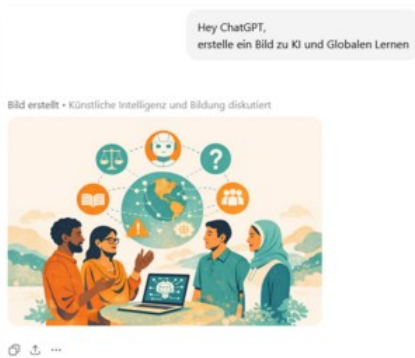 Hey ChatGPT,
erstelle ein Bild zu KI und Globalen Lernen
Bild erstellt • Künstliche Intelligenz und Bildung diskutiert
?
!